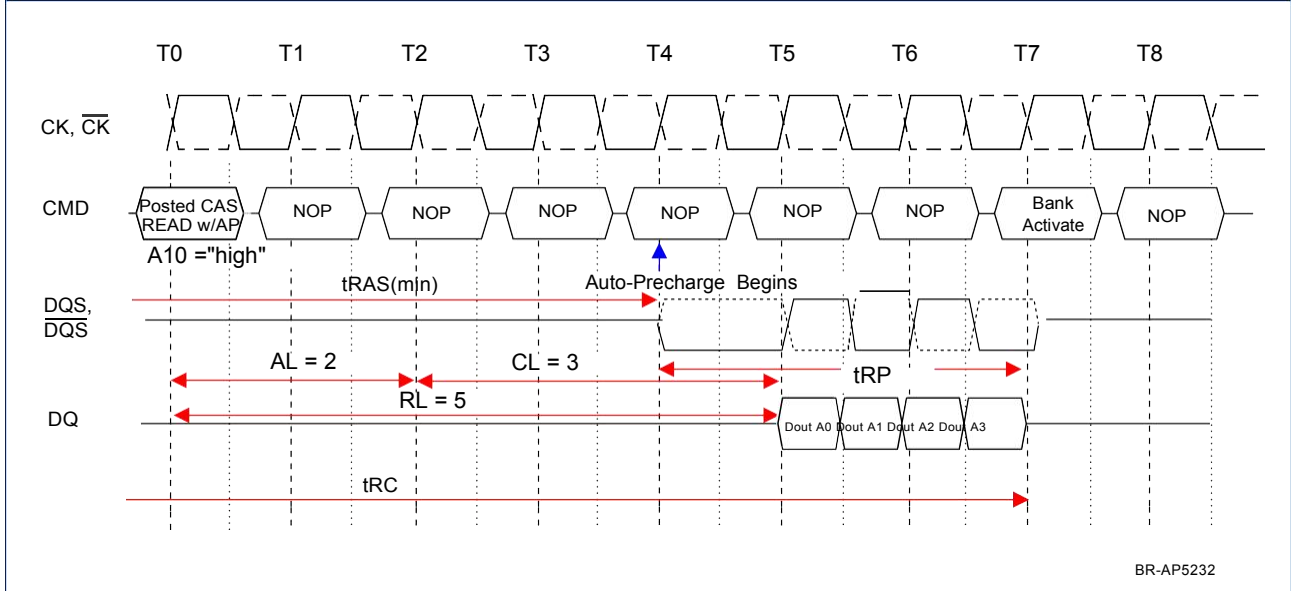 T0 T1 T2 T3 T4 T5 T6 T7 T8
CK, CK
CMD
Posted CAS
READ w/AP
NOP NOP NOP NOP NOP NOP
Bank
Activate
NOP
A10 ="high"
tRAS(min)
Auto-Precharge Begins
DQS,
DQS
AL = 2
CL = 3
tRP
RL = 5
DQ
Dout A0 Dout A1 Dout A2 Dout A3
tRC
BR-AP5232